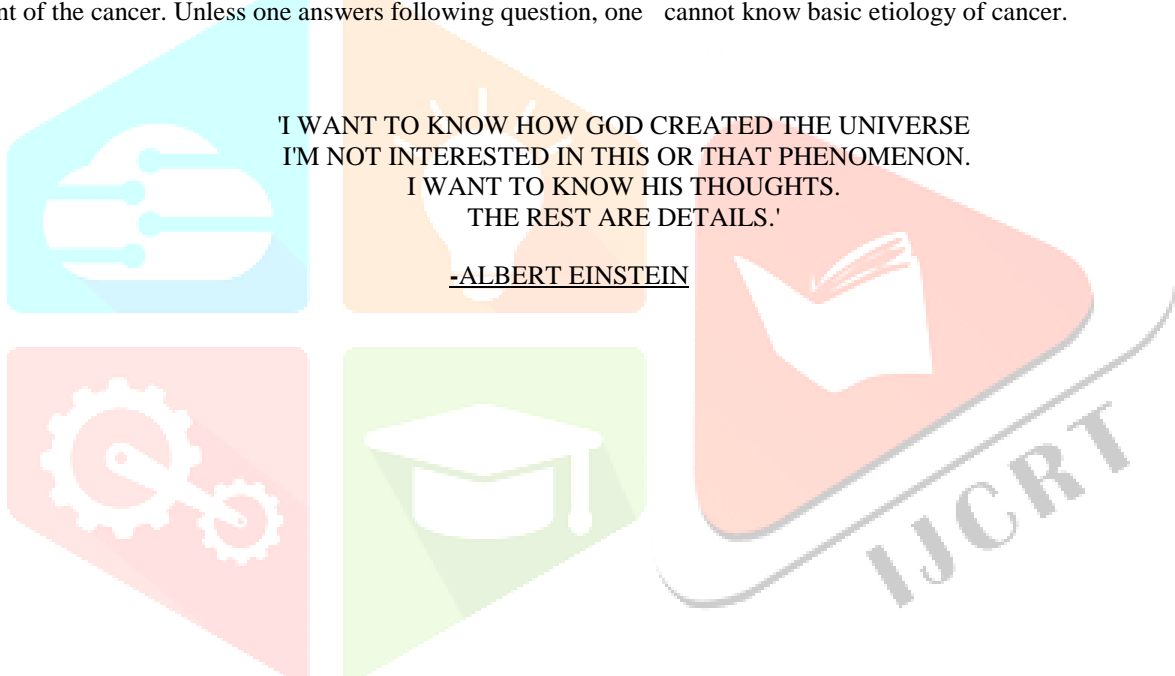 nt of the cancer. Unless one answers following question, one cannot know basic etiology of cancer.
'I WANT TO KNOW HOW GOD CREATED THE UNIVERSE
I'M NOT INTERESTED IN THIS OR THAT PHENOMENON.
I WANT TO KNOW HIS THOUGHTS.
THE REST ARE DETAILS.'
-ALBERT EINSTEIN
IJCRT